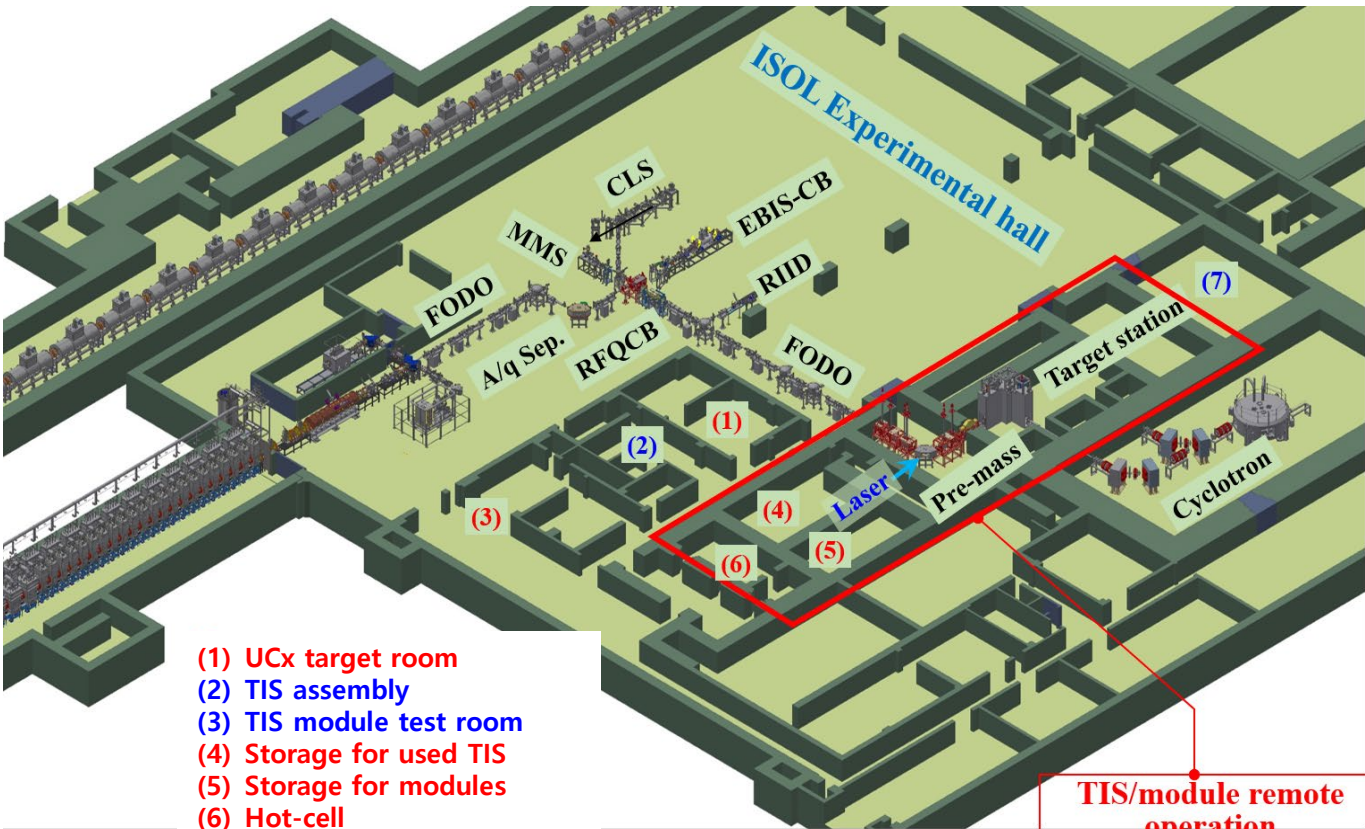 ISOL Experimental hall
CLS
EBIS-CB
MMS
RIID
(7)
FODO
Target station
A/q Sep.
RFQCB
FODO
(1)
(2)
Laser
Pre-mass
Cyclotron
(3)
(4)
(5)
(6)
(1) UCx target room
(2) TIS assembly
(3) TIS module test room
(4) Storage for used TIS
(5) Storage for modules
(6) Hot-cell
TIS/module remote
operation